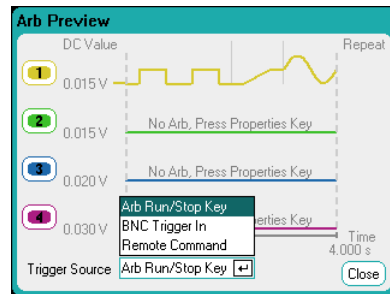 Arb Preview
DC Value
Repeat
1
0.015 V
2
0.015 V
No Arb, Press Properties Key
3
0.020 V
No Arb, Press Properties Key
4
0.030 V
erties Key
Arb Run/Stop Key
BNC Trigger In
Remote Command
Time
4.000 s
Trigger Source
Arb Run/Stop Key
Close